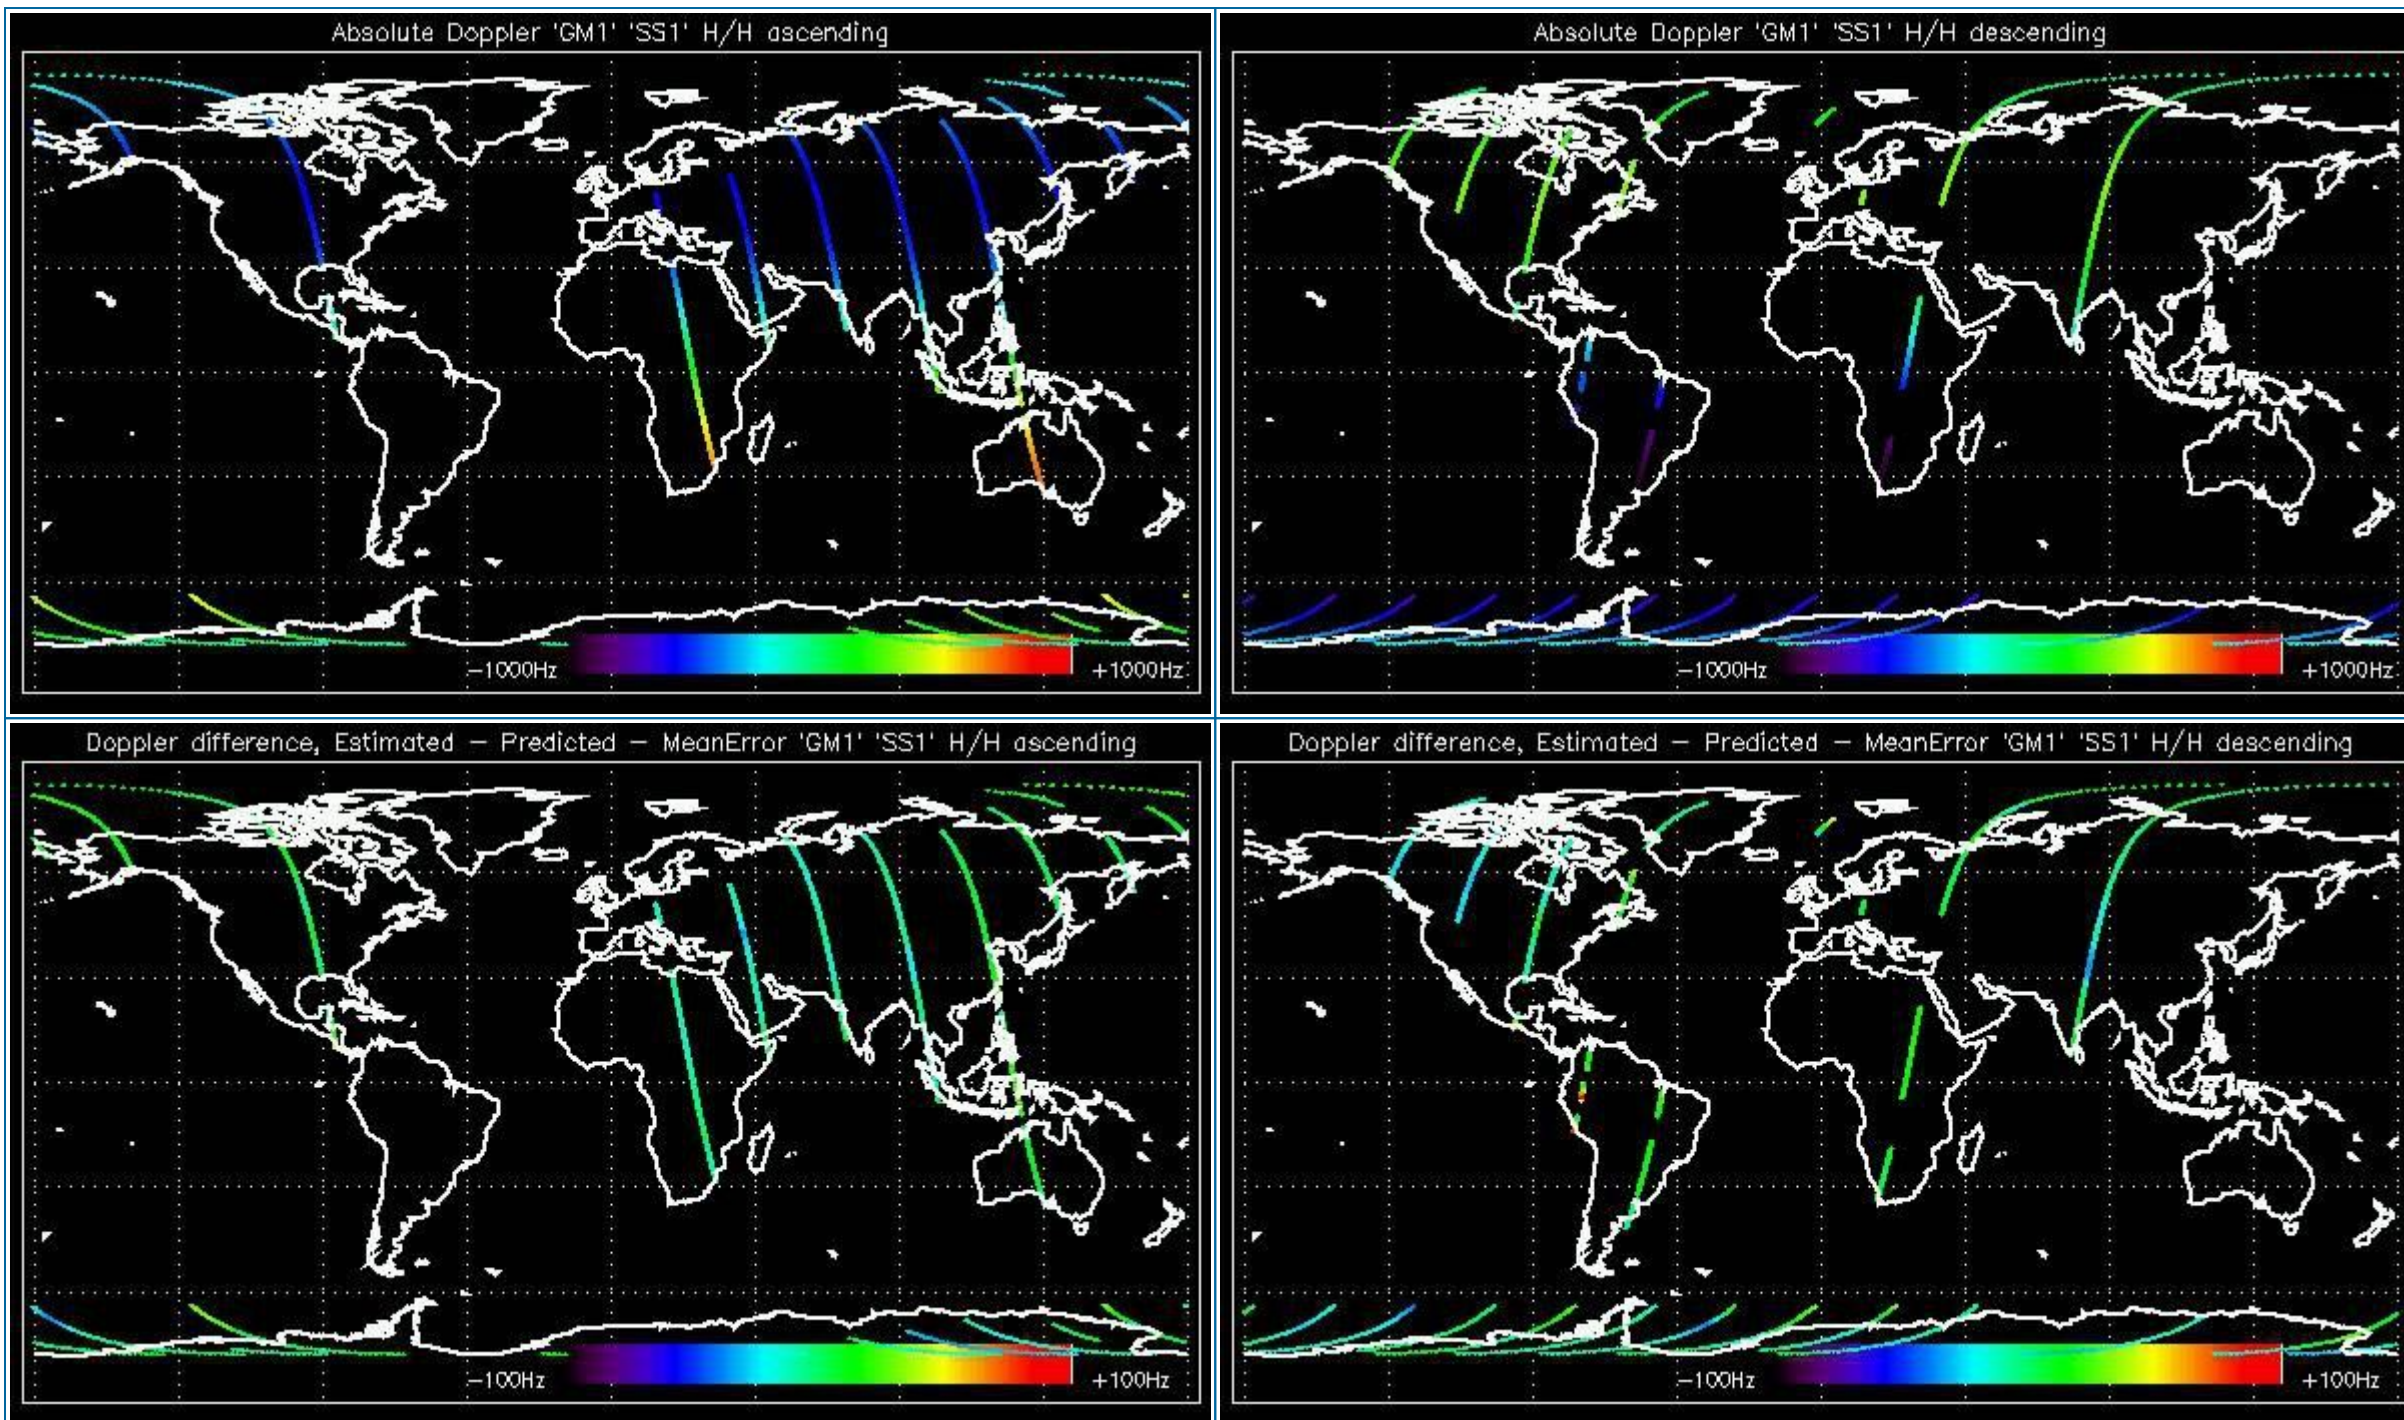 Absolute Doppler 'GM1' 'SS1' H/H ascending
-1000Hz
+1000Hz
Absolute Doppler 'GM1' 'SS1' H/H descending
-1000Hz
+1000Hz
Doppler difference, Estimated - Predicted - MeanError 'GM1' 'SS1' H/H ascending
-100Hz
+100Hz
Doppler difference, Estimated - Predicted - MeanError 'GM1' 'SS1' H/H descending
-100Hz
+100Hz